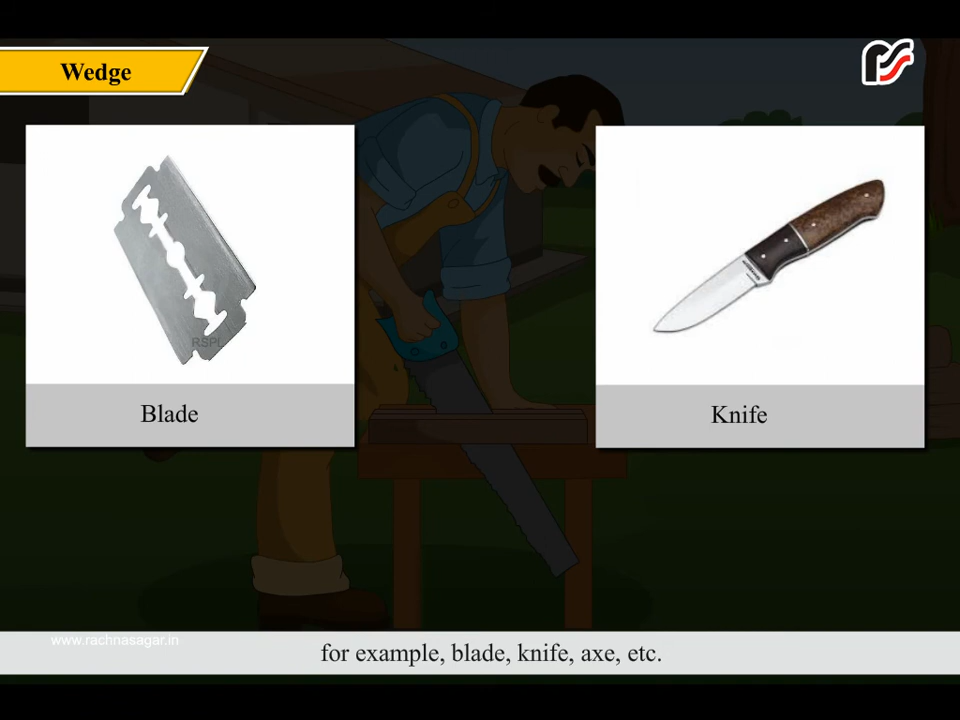 Wedge
RSPL
Blade
Knife
www.rachnasagar.in
for example, blade, knife, axe, etc.